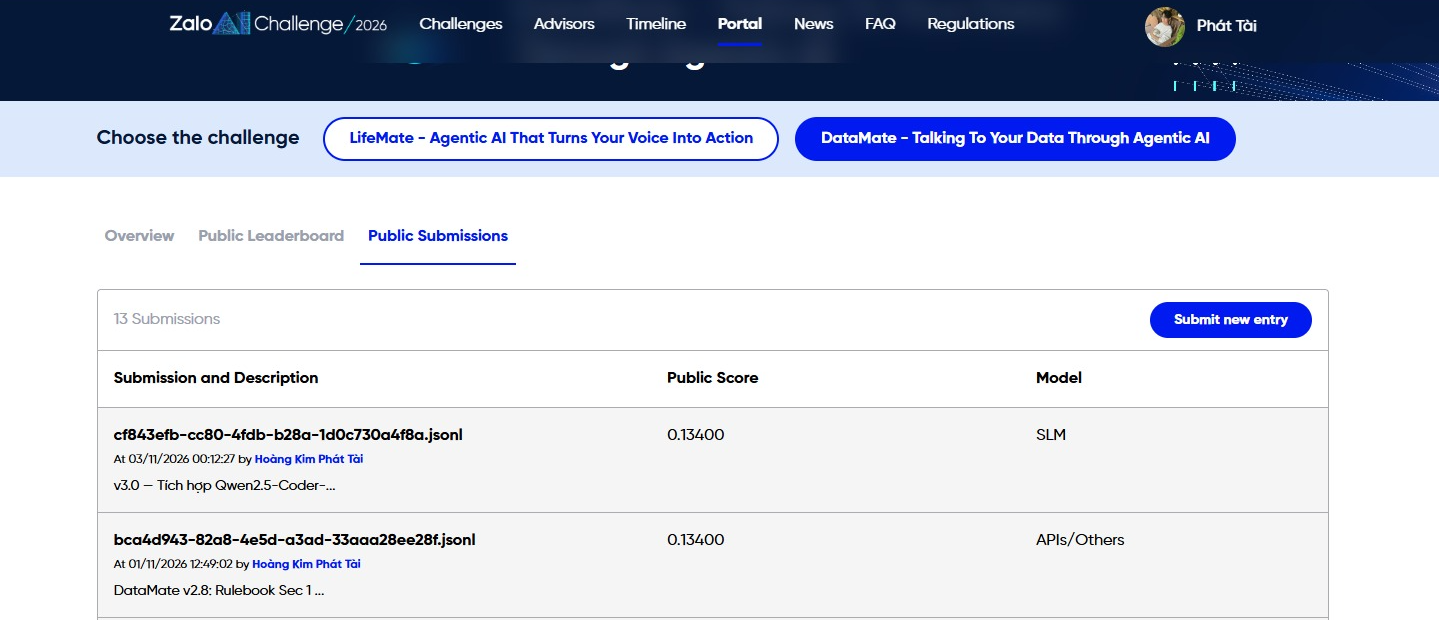 Zalo AI Challenge/2026 Challenges Advisors Timeline Portal News FAQ Regulations Phát Tài
Choose the challenge LifeMate - Agentic AI That Turns Your Voice Into Action DataMate - Talking To Your Data Through Agentic AI
Overview Public Leaderboard Public Submissions
13 Submissions Submit new entry
Submission and Description Public Score Model
cf843efb-cc80-4fdb-b28a-1d0c730a4f8a.jsonl 0.13400 SLM
At 03/11/2026 00:12:27 by Hoàng Kim Phát Tài
v3.0 — Tích hợp Qwen2.5-Coder-...
bca4d943-82a8-4e5d-a3ad-33aaa28ee28f.jsonl 0.13400 APIs/Others
At 01/11/2026 12:49:02 by Hoàng Kim Phát Tài
DataMate v2.8: Rulebook Sec 1 ...